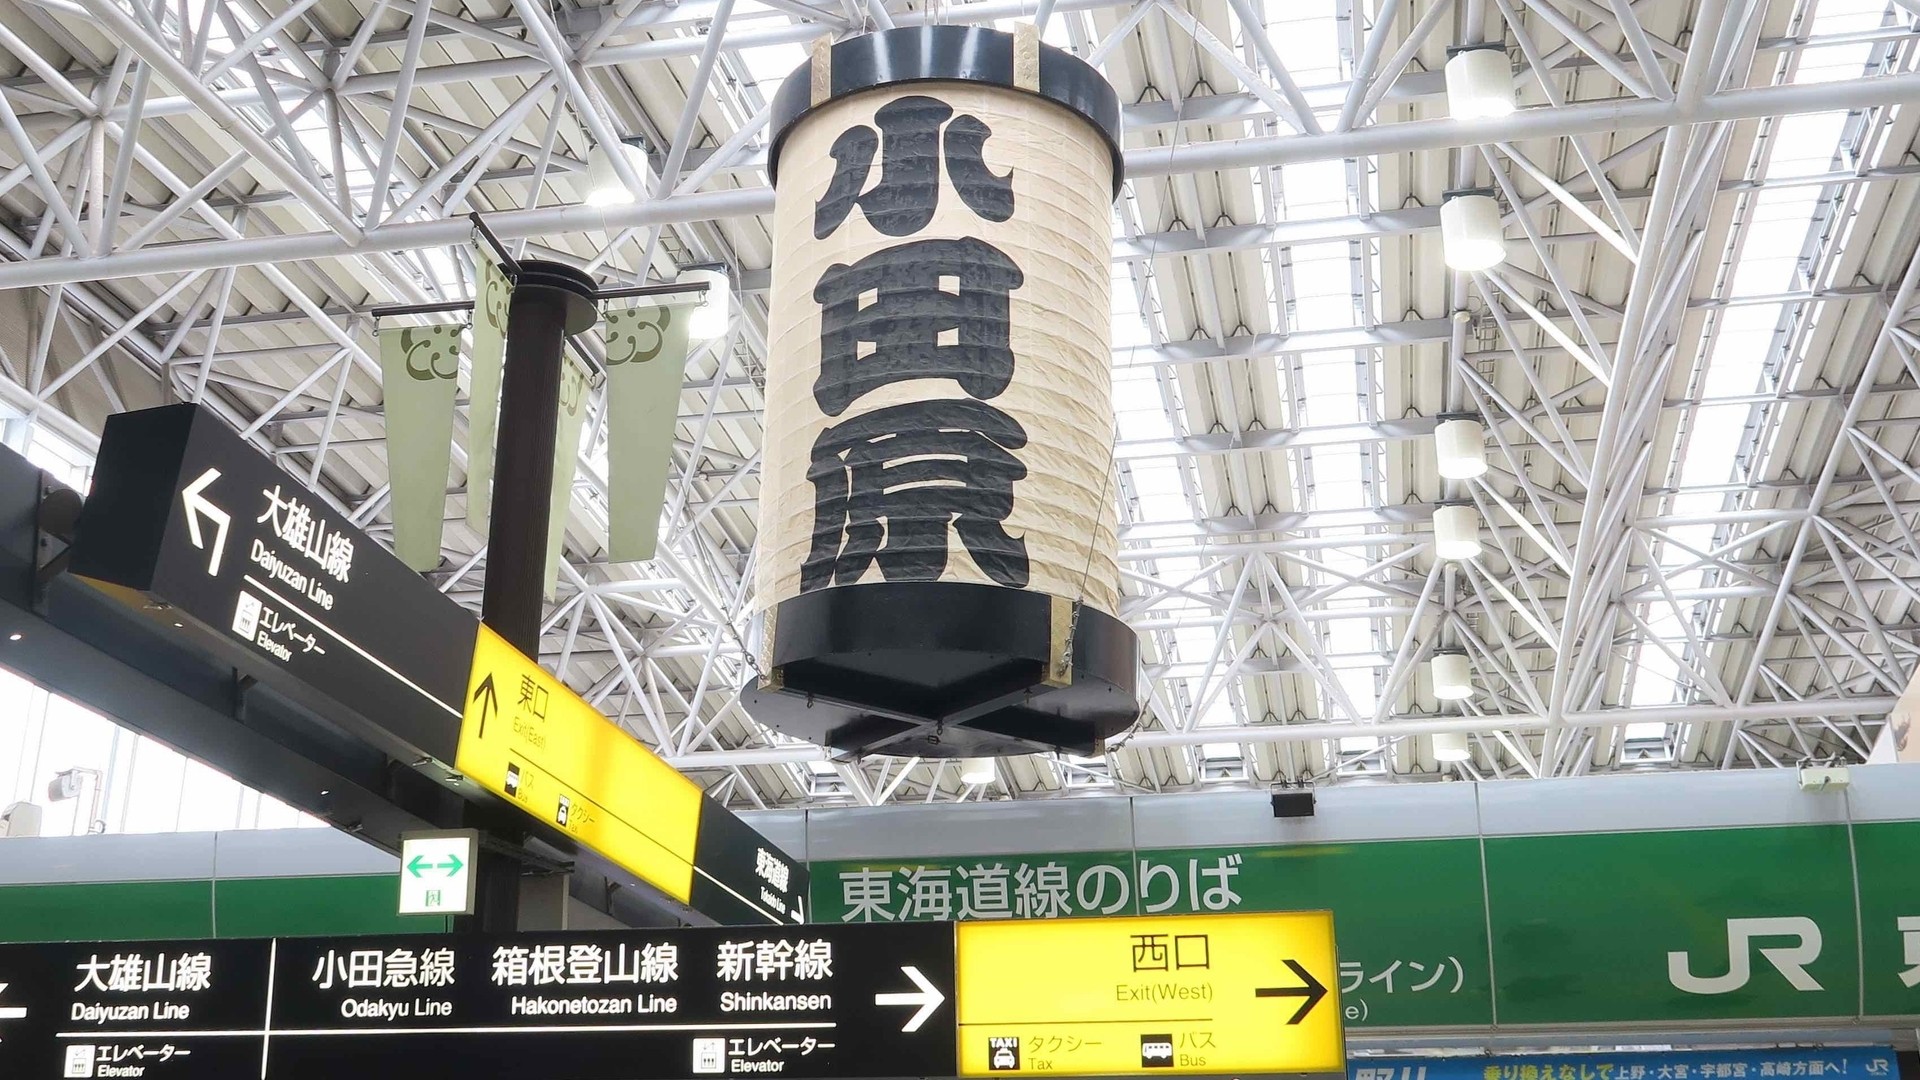 小田原
大雄山線
Daiyuzan Line
エレベーター
Elevator
東口
Exit(East)
バス
Bus
タクシー
Taxi
東海道線
Tokaido Line
東海道線のりば
ライン)
e)
JR
大雄山線
Daiyuzan Line
エレベーター
Elevator
小田急線 箱根登山線 新幹線
Odakyu Line Hakonetozan Line Shinkansen
エレベーター
Elevator
西口
Exit(West)
TAXI
タクシー
Tax
バス
Bus
乗り換えなしで上野・大宮・宇都宮・高崎方面へ! JR